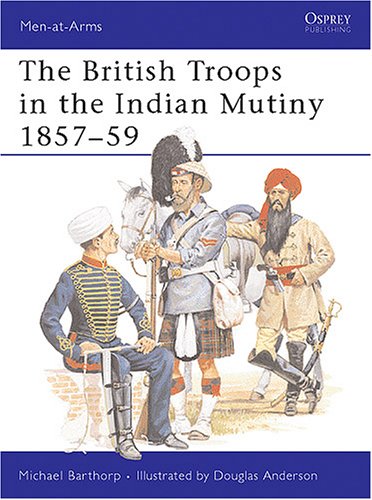 Men-at-Arms
OSPREY
PUBLISHING
The British Troops
in the Indian Mutiny
1857–59
Michael Barthorp · Illustrated by Douglas Anderson